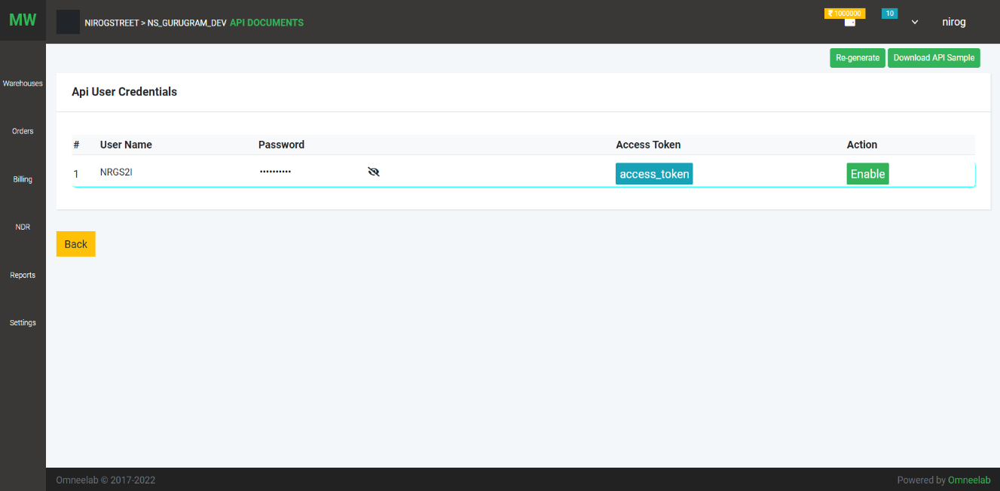 MW
NIROGSTREET > NS_GURUGRAM_DEV API DOCUMENTS
₹ 1000000
10
nirog
Re-generate Download API Sample
Warehouses
Orders
Billing
NDR
Reports
Settings
Api User Credentials
# User Name Password Access Token Action
1 NRGS2I •••••••••• access_token Enable
Back
Omneelab © 2017-2022
Powered by Omneelab